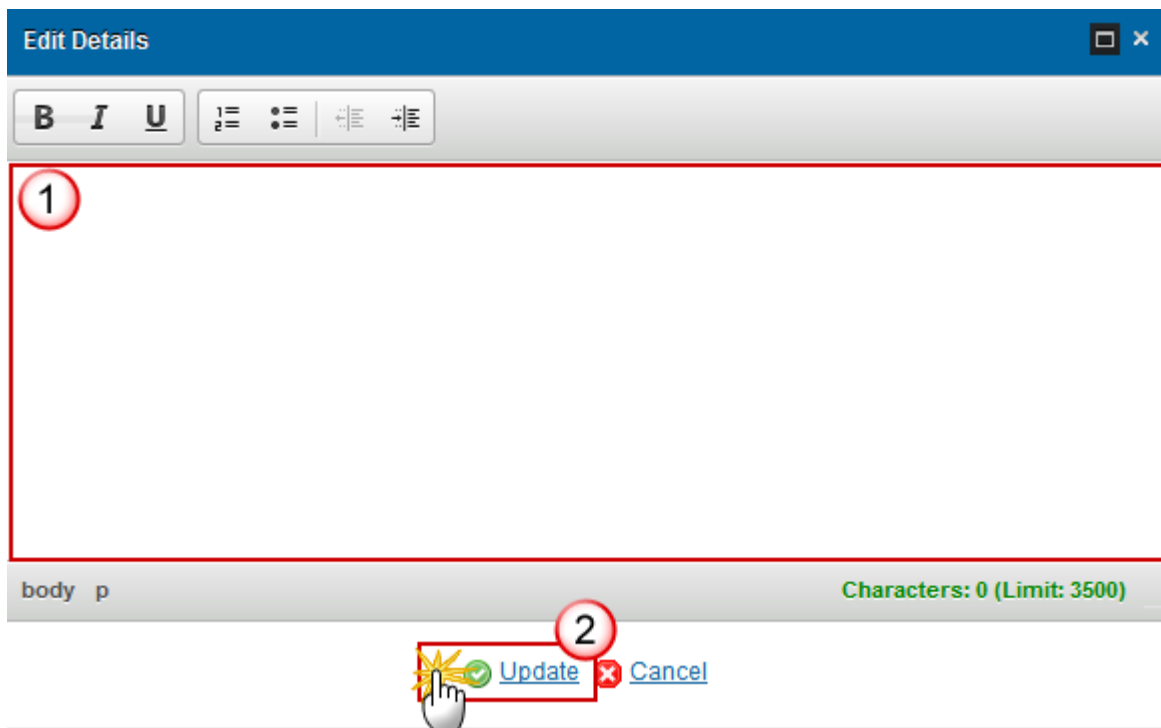 Edit Details
B I U
1
body p Characters: 0 (Limit: 3500)
2
Update Cancel